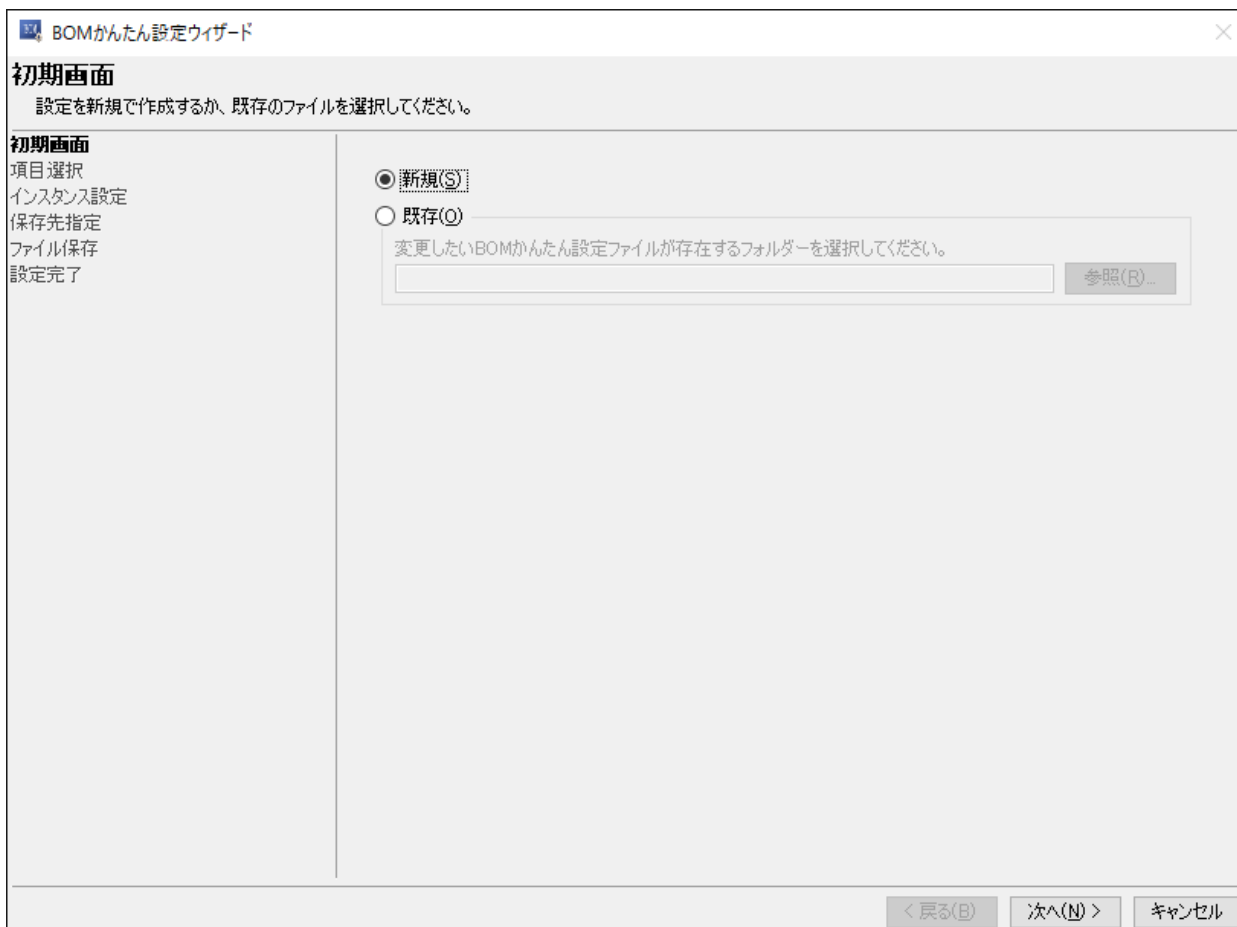 BOMかんたん設定ウィザード
初期画面
設定を新規で作成するか、既存のファイルを選択してください。
初期画面
項目選択
インスタンス設定
保存先指定
ファイル保存
設定完了
新規(S)
既存(O)
変更したいBOMかんたん設定ファイルが存在するフォルダーを選択してください。
参照(R)...
< 戻る(B)
次へ(N) >
キャンセル